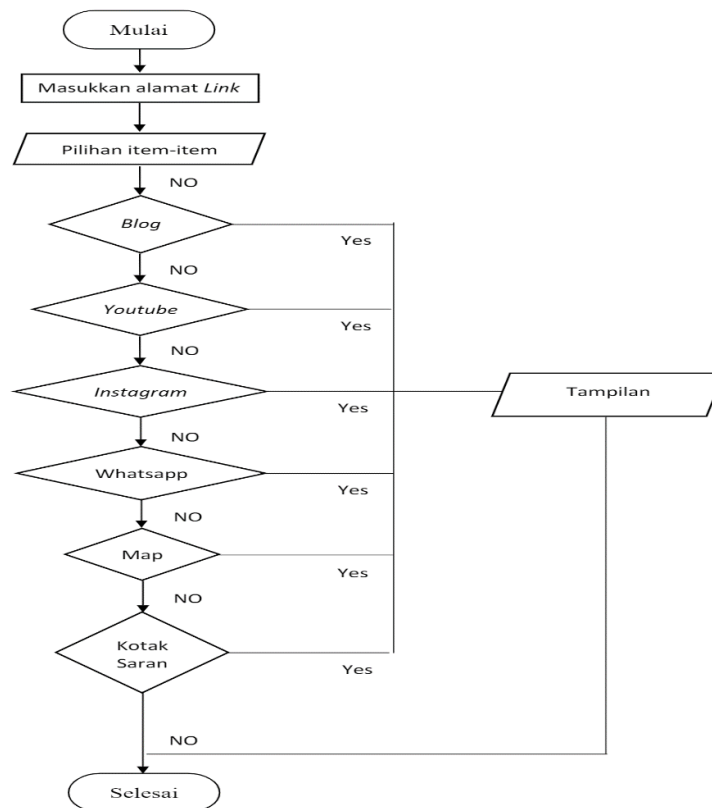 Mulai
Masukkan alamat Link
Pilihan item-item
NO
Blog
Yes
NO
Youtube
Yes
NO
Instagram
Yes
Tampilan
NO
Whatsapp
Yes
NO
Map
Yes
NO
Kotak
Saran
Yes
NO
Selesai